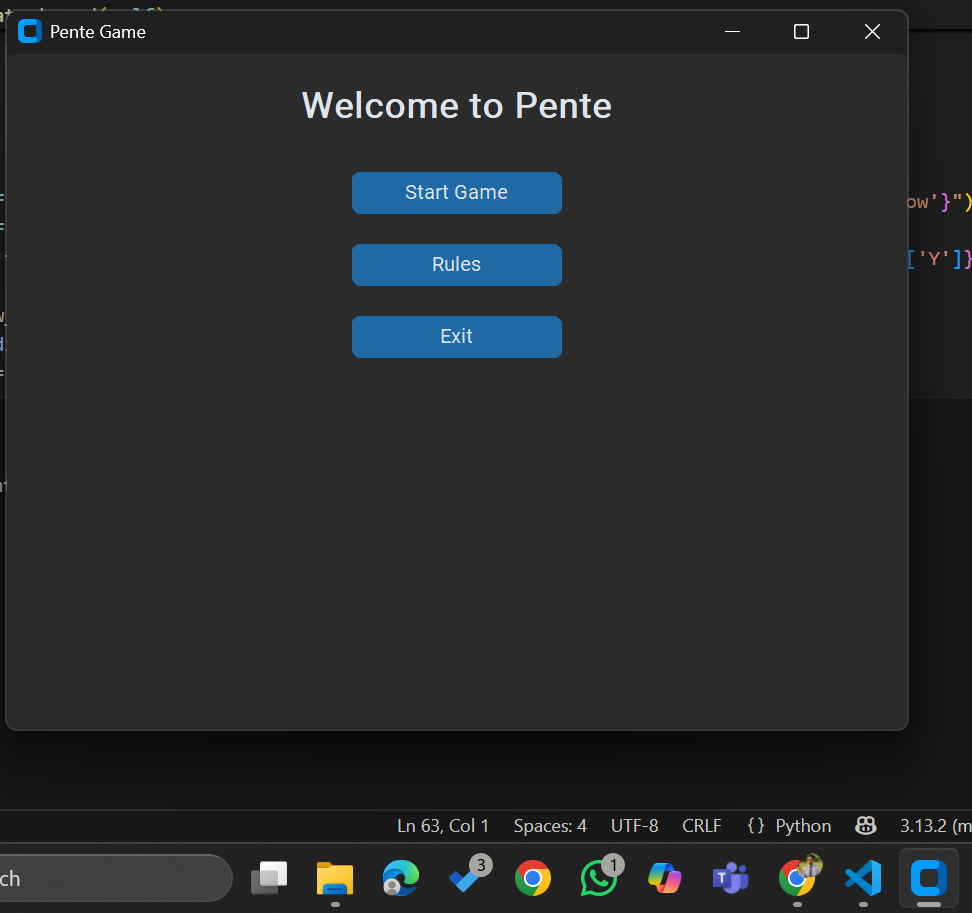 Pente Game
Welcome to Pente
Start Game
Rules
Exit
ow'}")
['Y']}
Ln 63, Col 1 Spaces: 4 UTF-8 CRLF {} Python 3.13.2 (m
ch 3 1